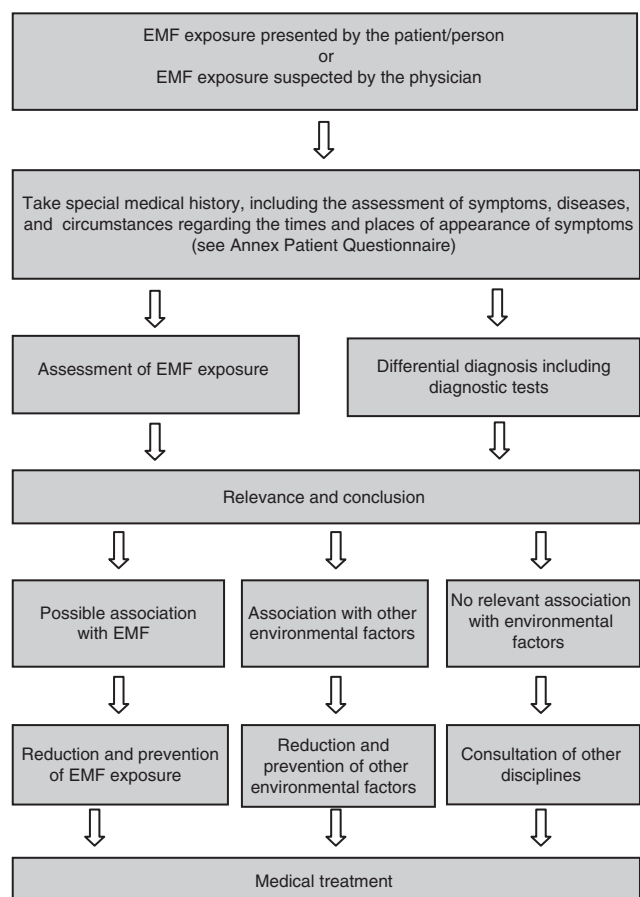 EMF exposure presented by the patient/person
or
EMF exposure suspected by the physician
Take special medical history, including the assessment of symptoms, diseases,
and circumstances regarding the times and places of appearance of symptoms
(see Annex Patient Questionnaire)
Assessment of EMF exposure
Differential diagnosis including
diagnostic tests
Relevance and conclusion
Possible association
with EMF
Association with other
environmental factors
No relevant association
with environmental
factors
Reduction and prevention
of EMF exposure
Reduction and
prevention of other
environmental factors
Consultation of other
disciplines
Medical treatment